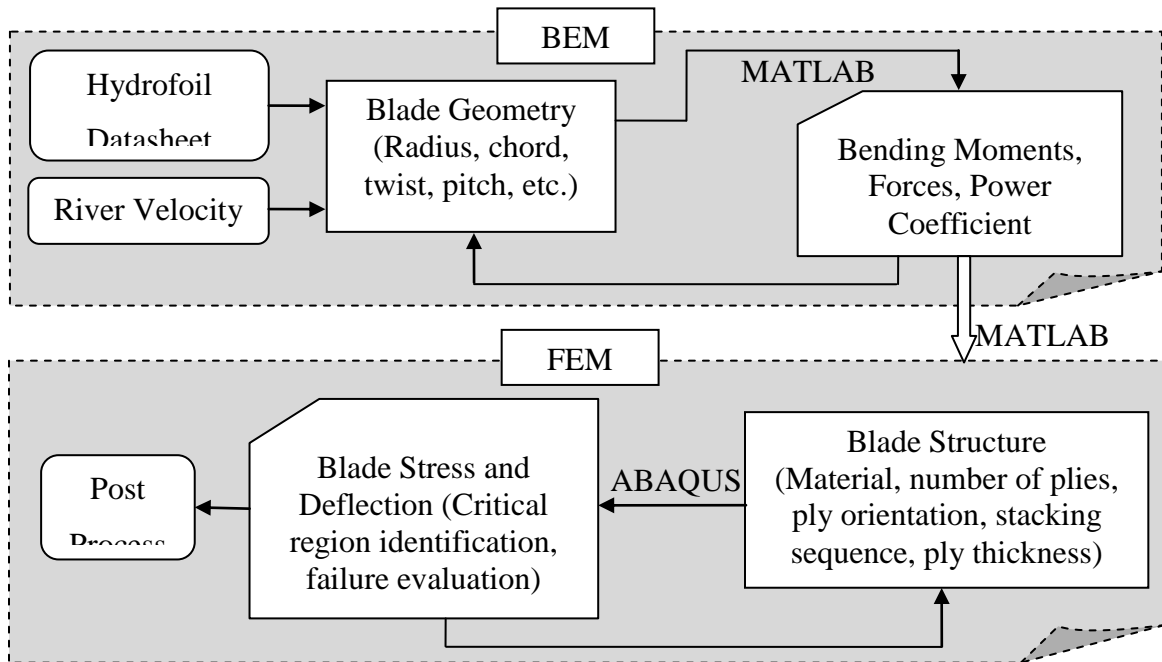 BEM
Hydrofoil
Datasheet
River Velocity
Blade Geometry
(Radius, chord,
twist, pitch, etc.)
MATLAB
Bending Moments,
Forces, Power
Coefficient
MATLAB
FEM
Post
Process
Blade Stress and
Deflection (Critical
region identification,
failure evaluation)
ABAQUS
Blade Structure
(Material, number of plies,
ply orientation, stacking
sequence, ply thickness)